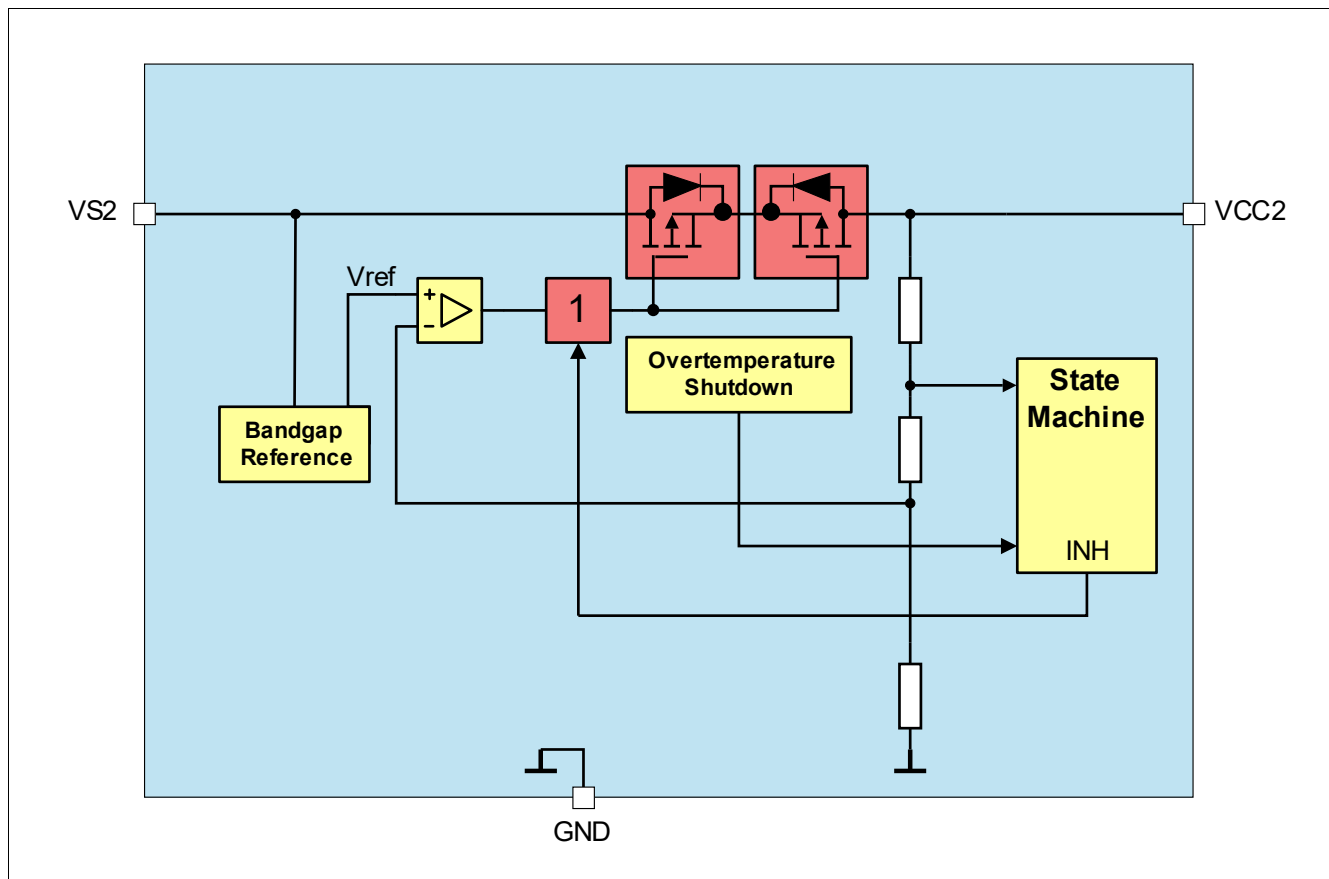 VS2
VCC2
Vref
+
−
1
Overtemperature
Shutdown
State
Machine
Bandgap
Reference
INH
GND